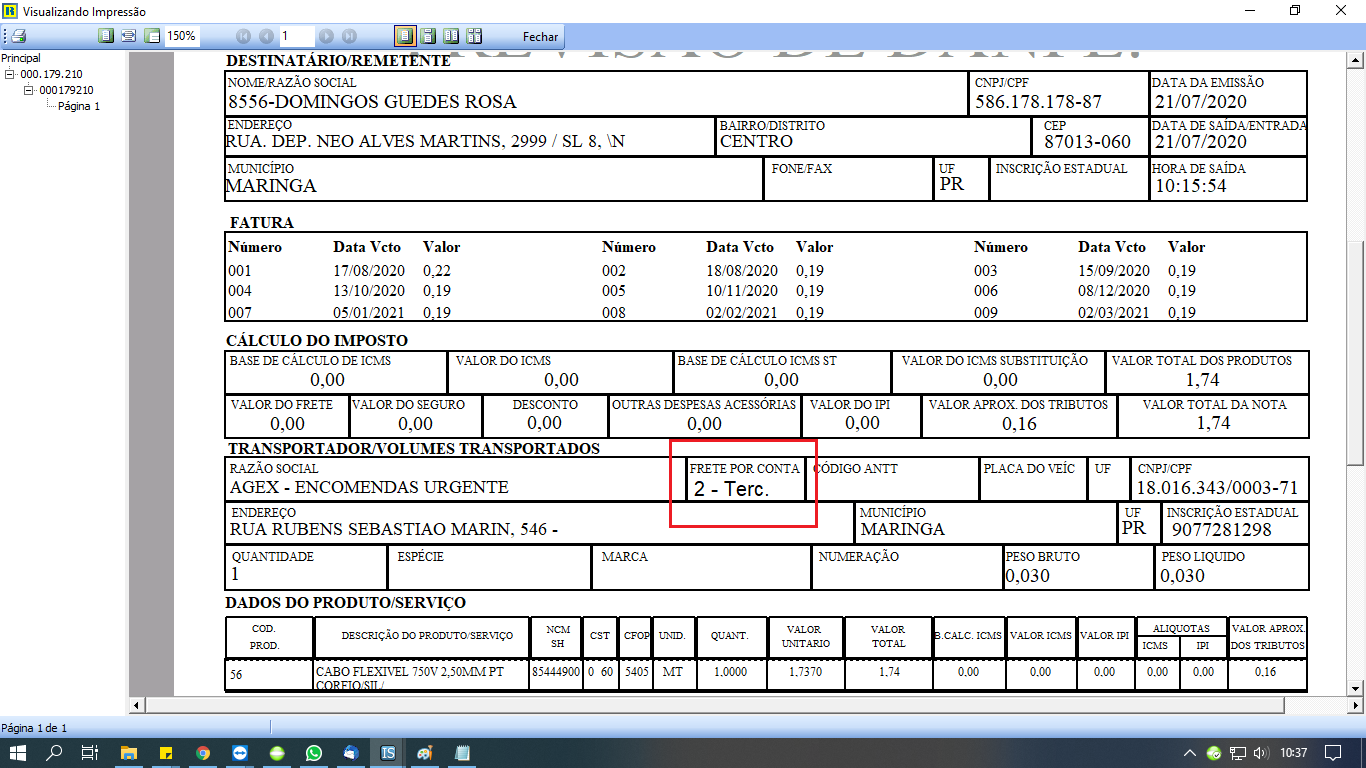 Visualizando Impressão
150%
1
Fechar
Principal
000.179.210
000179210
Página 1
DESTINATÁRIO/REMETENTE
NOME/RAZÃO SOCIAL CNPJ/CPF DATA DA EMISSÃO
8556-DOMINGOS GUEDES ROSA 586.178.178-87 21/07/2020
ENDEREÇO BAIRRO/DISTRITO CEP DATA DE SAÍDA/ENTRADA
RUA. DEP. NEO ALVES MARTINS, 2999 / SL 8, \N CENTRO 87013-060 21/07/2020
MUNICÍPIO FONE/FAX UF INSCRIÇÃO ESTADUAL HORA DE SAÍDA
MARINGA PR 10:15:54
FATURA
Número Data Vcto Valor Número Data Vcto Valor Número Data Vcto Valor
001 17/08/2020 0,22 002 18/08/2020 0,19 003 15/09/2020 0,19
004 13/10/2020 0,19 005 10/11/2020 0,19 006 08/12/2020 0,19
007 05/01/2021 0,19 008 02/02/2021 0,19 009 02/03/2021 0,19
CÁLCULO DO IMPOSTO
BASE DE CÁLCULO DE ICMS VALOR DO ICMS BASE DE CÁLCULO ICMS ST VALOR DO ICMS SUBSTITUIÇÃO VALOR TOTAL DOS PRODUTOS
0,00 0,00 0,00 0,00 1,74
VALOR DO FRETE VALOR DO SEGURO DESCONTO OUTRAS DESPESAS ACESSÓRIAS VALOR DO IPI VALOR APROX. DOS TRIBUTOS VALOR TOTAL DA NOTA
0,00 0,00 0,00 0,00 0,00 0,16 1,74
TRANSPORTADOR/VOLUMES TRANSPORTADOS
RAZÃO SOCIAL FRETE POR CONTA CÓDIGO ANTT PLACA DO VEÍC UF CNPJ/CPF
AGEX - ENCOMENDAS URGENTE 2 - Terc. 18.016.343/0003-71
ENDEREÇO MUNICÍPIO UF INSCRIÇÃO ESTADUAL
RUA RUBENS SEBASTIAO MARIN, 546 - MARINGA PR 9077281298
QUANTIDADE ESPÉCIE MARCA NUMERAÇÃO PESO BRUTO PESO LIQUIDO
1 0,030 0,030
DADOS DO PRODUTO/SERVIÇO
COD. PROD. DESCRIÇÃO DO PRODUTO/SERVIÇO NCM SH CST CFOP UNID. QUANT. VALOR UNITARIO VALOR TOTAL B.CALC. ICMS VALOR ICMS VALOR IPI ALIQUOTAS ICMS IPI VALOR APROX. DOS TRIBUTOS
56 CABO FLEXIVEL 750V 2,50MM PT 85444900 0 60 5405 MT 1,0000 1,7370 1,74 0,00 0,00 0,00 0,00 0,00 0,16
CORFIO/SIL/
Página 1 de 1
10:37